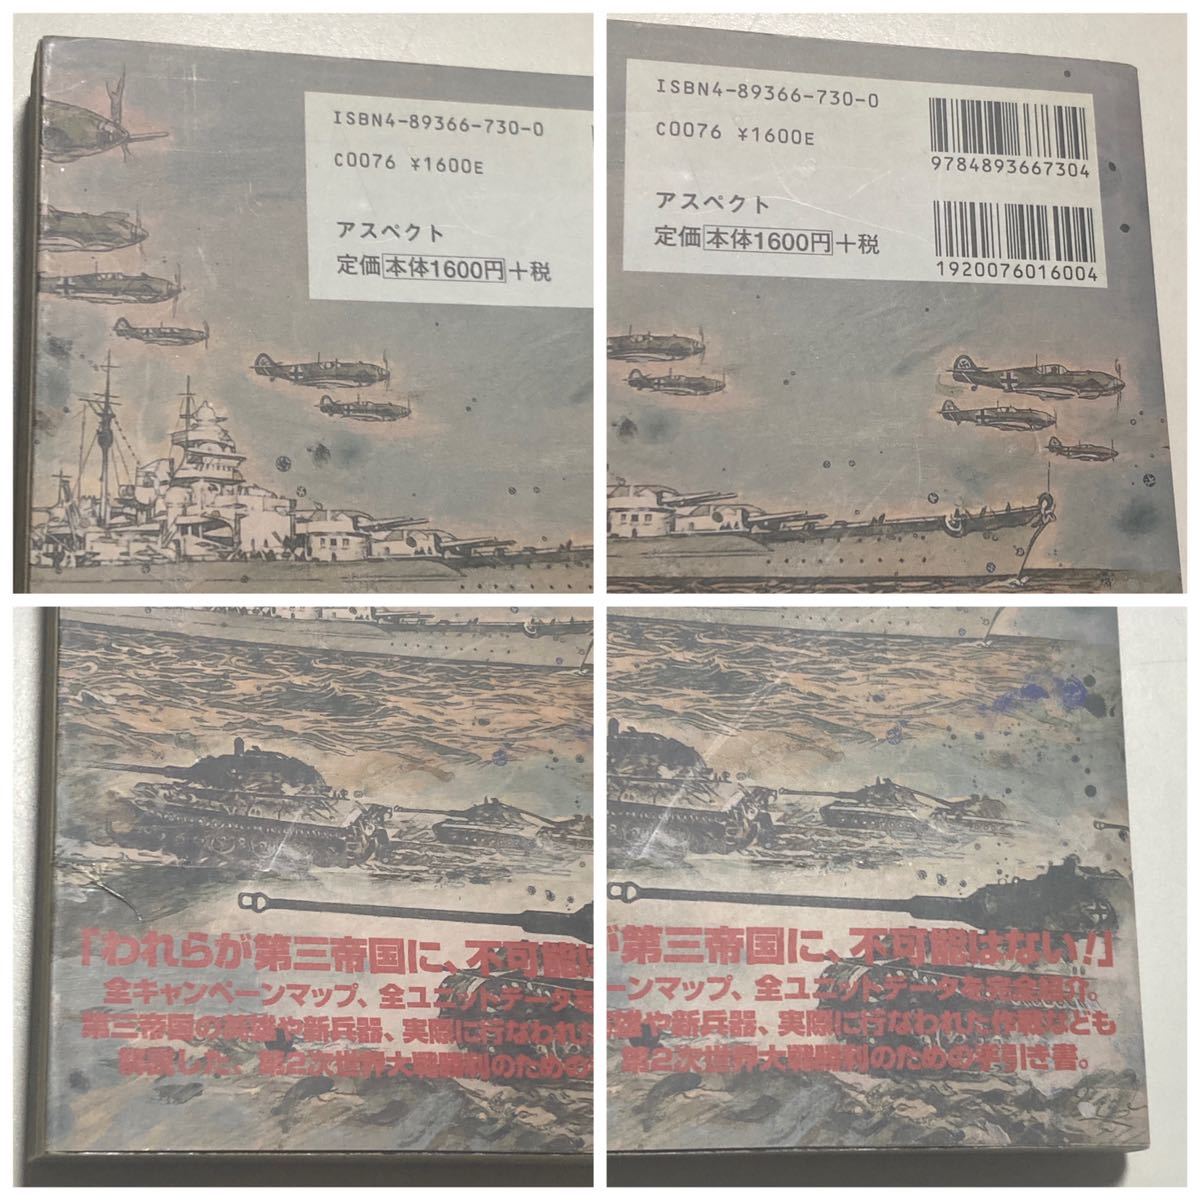 ISBN4-89366-730-0
C0076 ¥1600E
アスペクト
定価 本体1600円+税
ISBN4-89366-730-0
C0076 ¥1600E
9784893667304
アスペクト
定価 本体1600円+税
1920076016004
「われらが第三帝国に、不可能は
全キャンペーンマップ、全ユニットデータを
第三帝国の英雄や新兵器、実際に行なわれた
した、第2次世界大戦勝利のための
が第三帝国に、不可能はない!」
ーンマップ、全ユニットデータを完全紹介。
雄や新兵器、実際に行なわれた作戦なども
第2次世界大戦勝利のための手引き書。